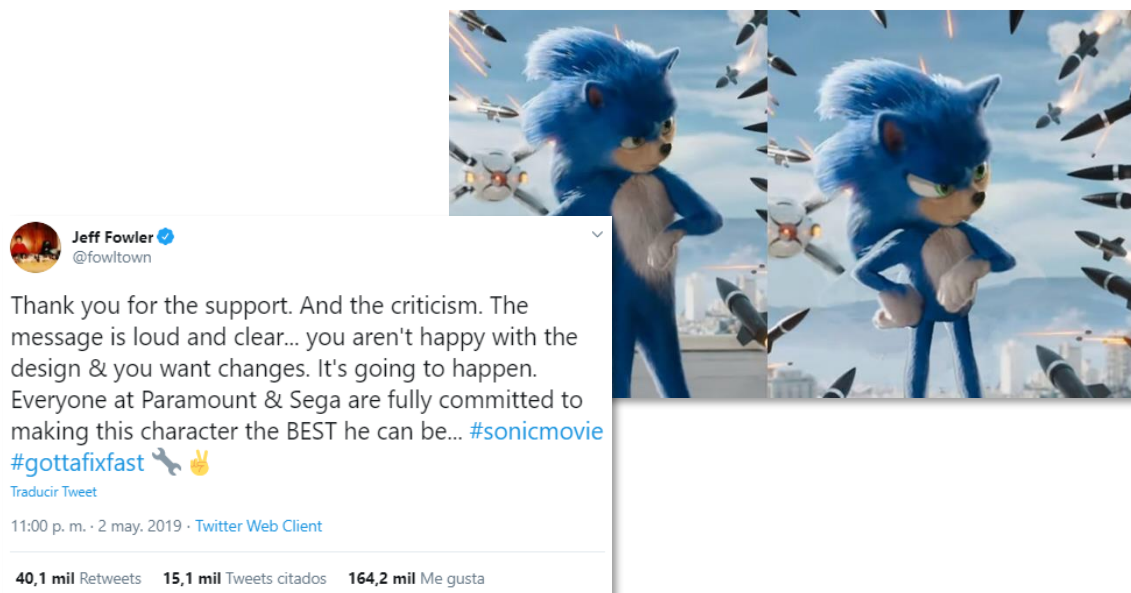 Jeff Fowler
@fowltown
Thank you for the support. And the criticism. The
message is loud and clear... you aren't happy with the
design & you want changes. It's going to happen.
Everyone at Paramount & Sega are fully committed to
making this character the BEST he can be... #sonicmovie
#gottafixfast 🔧✌
Traducir Tweet
11:00 p. m. · 2 may. 2019 · Twitter Web Client
40,1 mil Retweets 15,1 mil Tweets citados 164,2 mil Me gusta